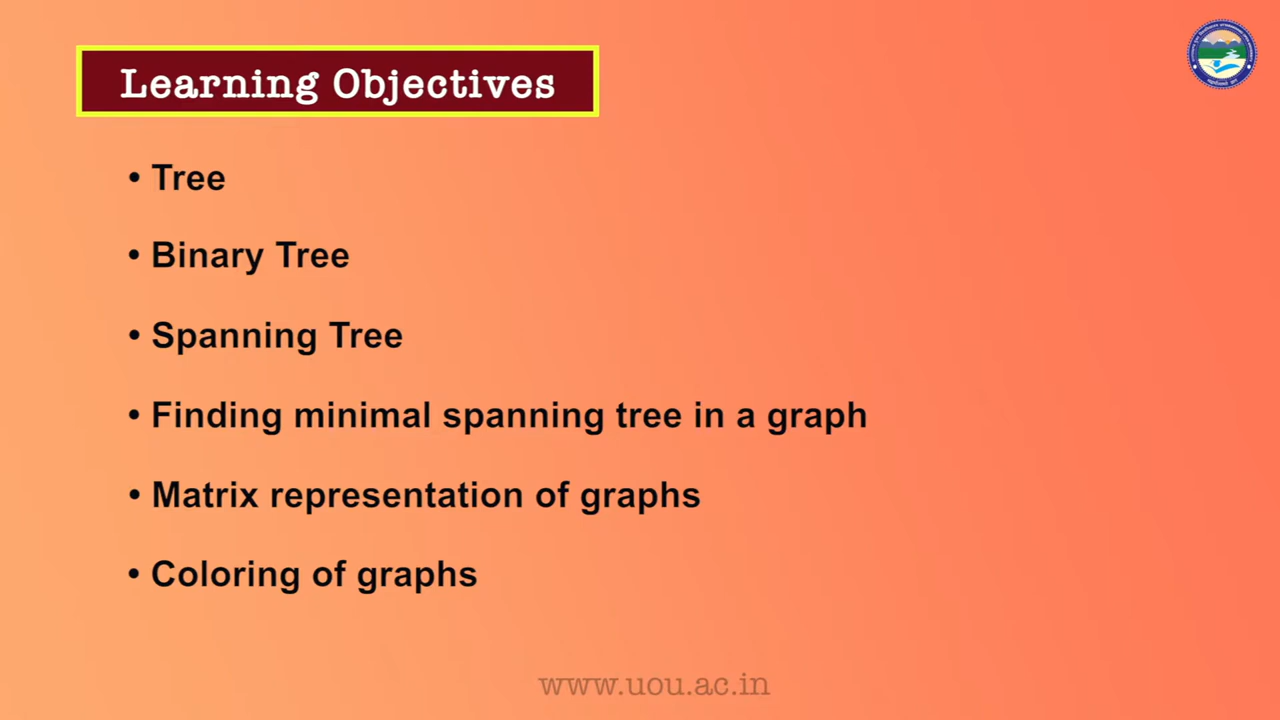 Learning Objectives
• Tree
• Binary Tree
• Spanning Tree
• Finding minimal spanning tree in a graph
• Matrix representation of graphs
• Coloring of graphs
www.uou.ac.in